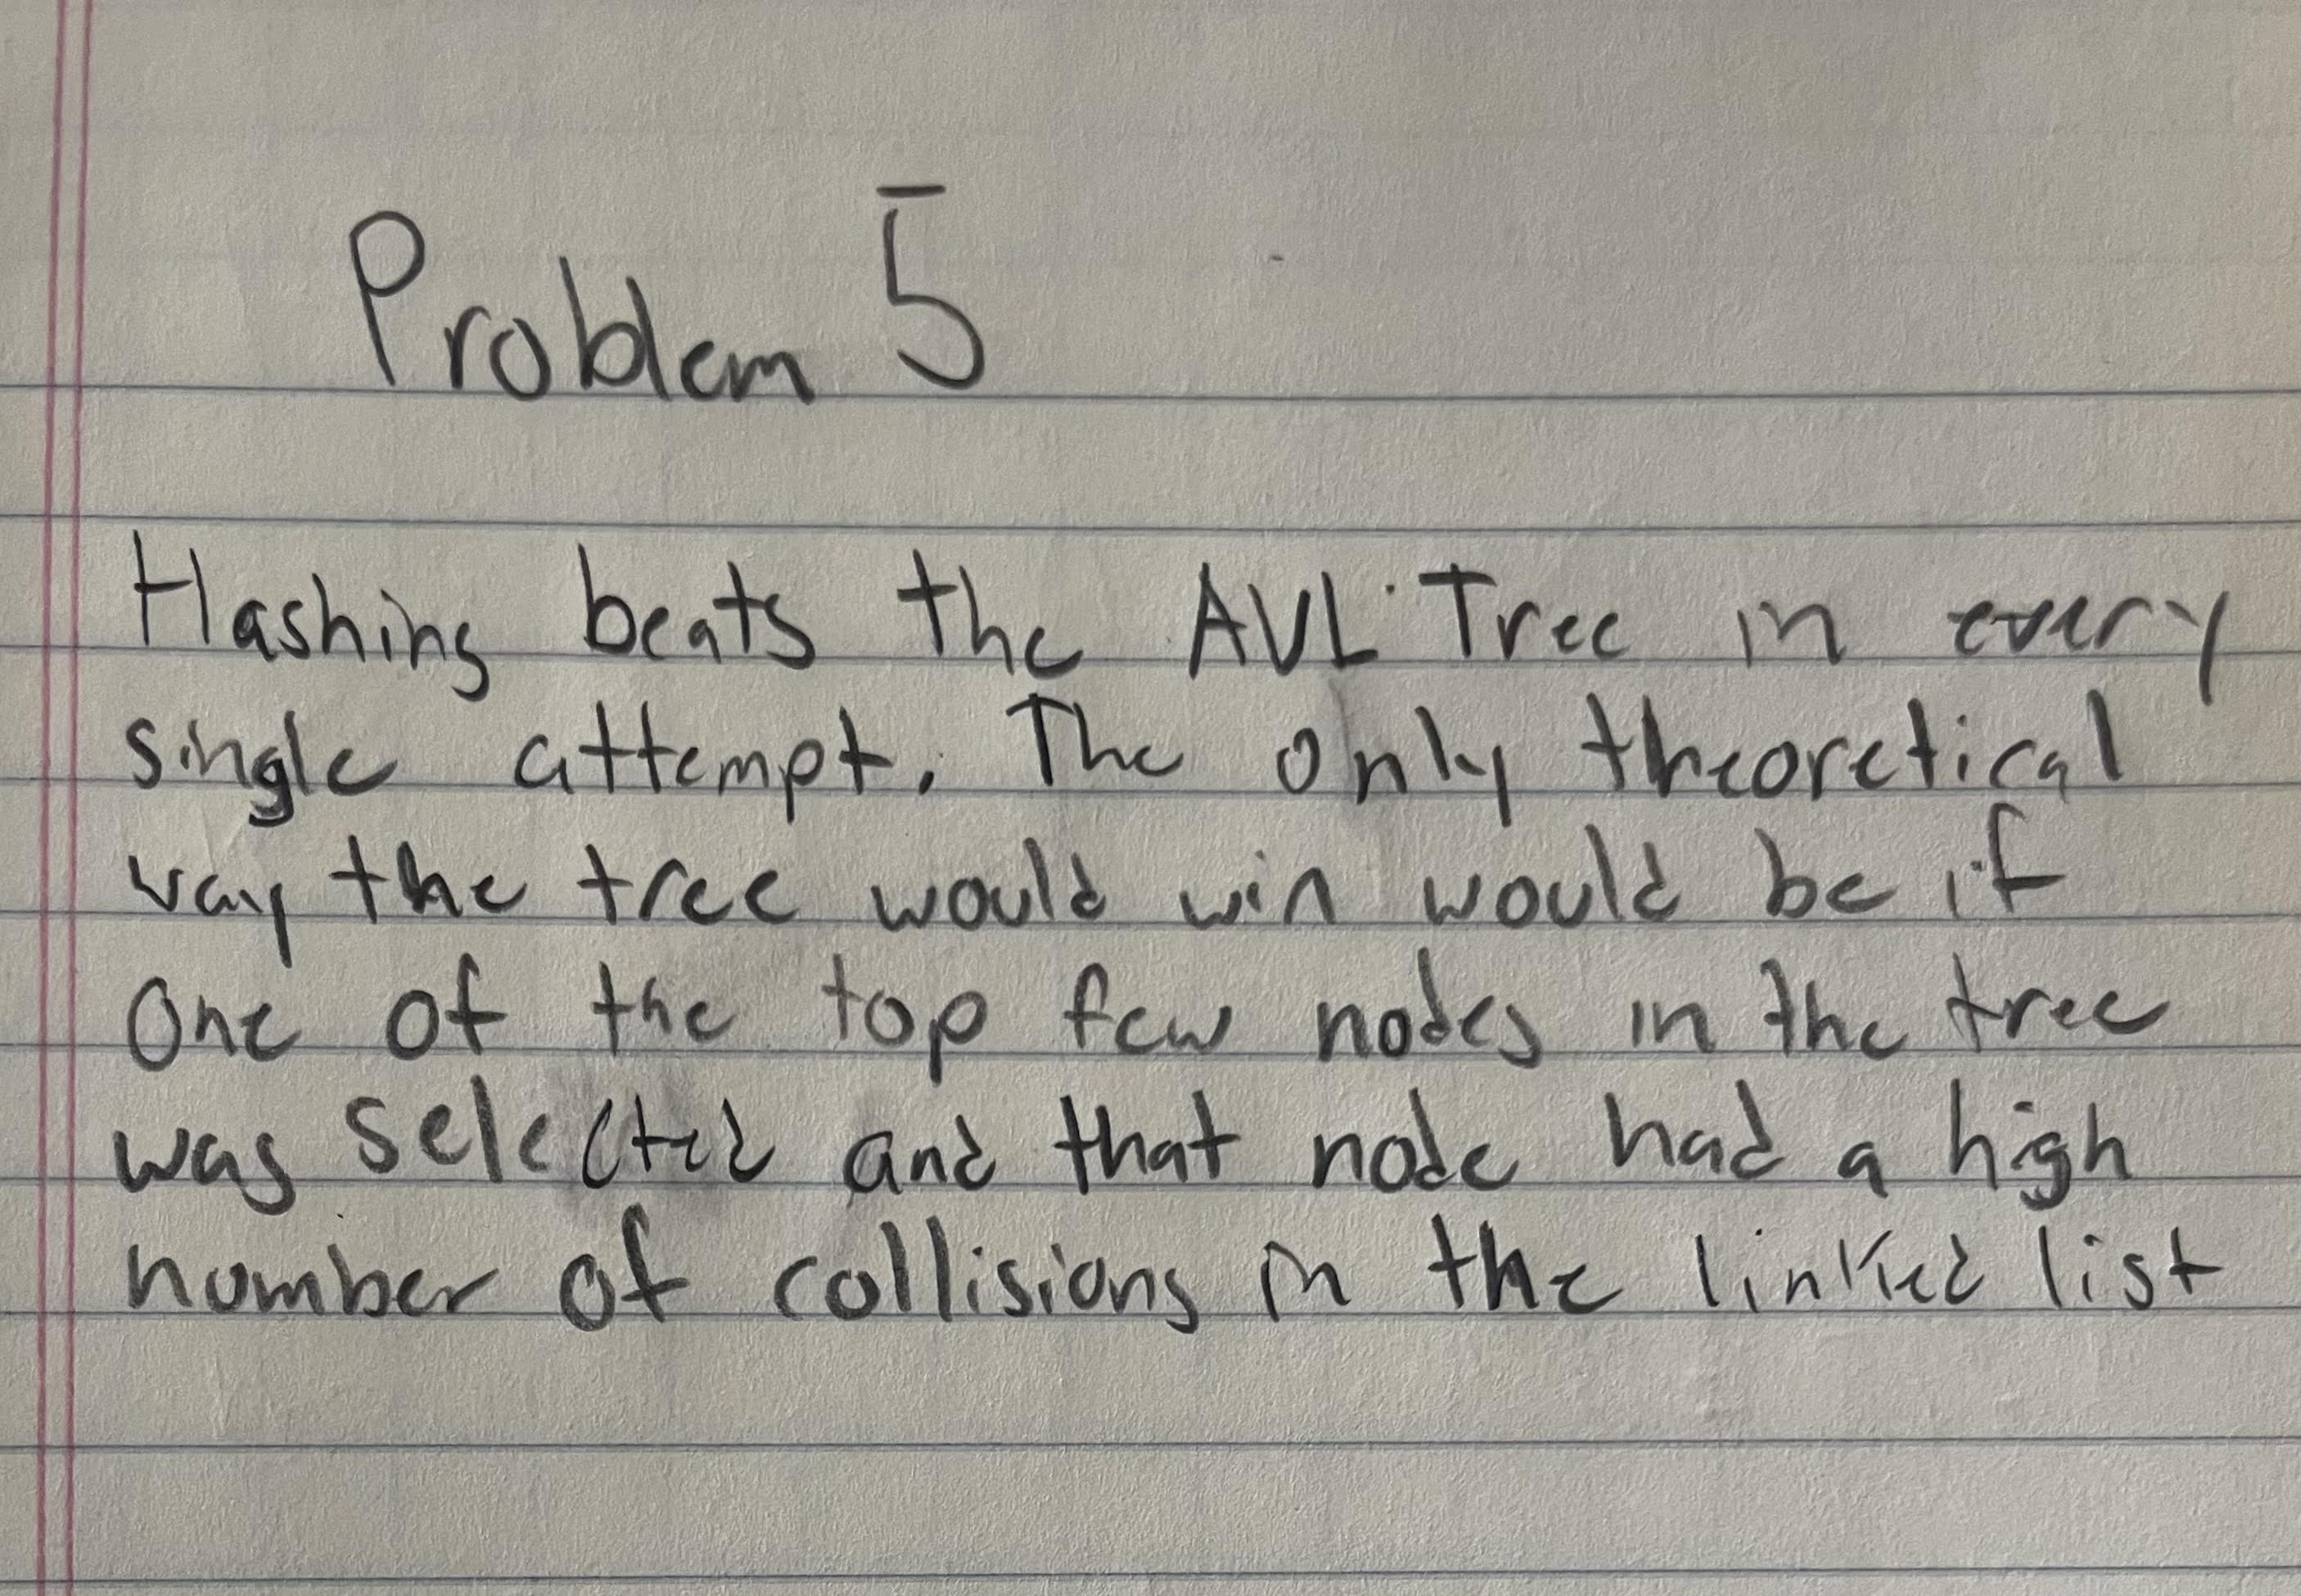 Problem 5
Hashing beats the AVL Tree in every
single attempt. The only theoretical
way the tree would win would be if
one of the top few nodes in the tree
was selected and that node had a high
number of collisions in the linked list